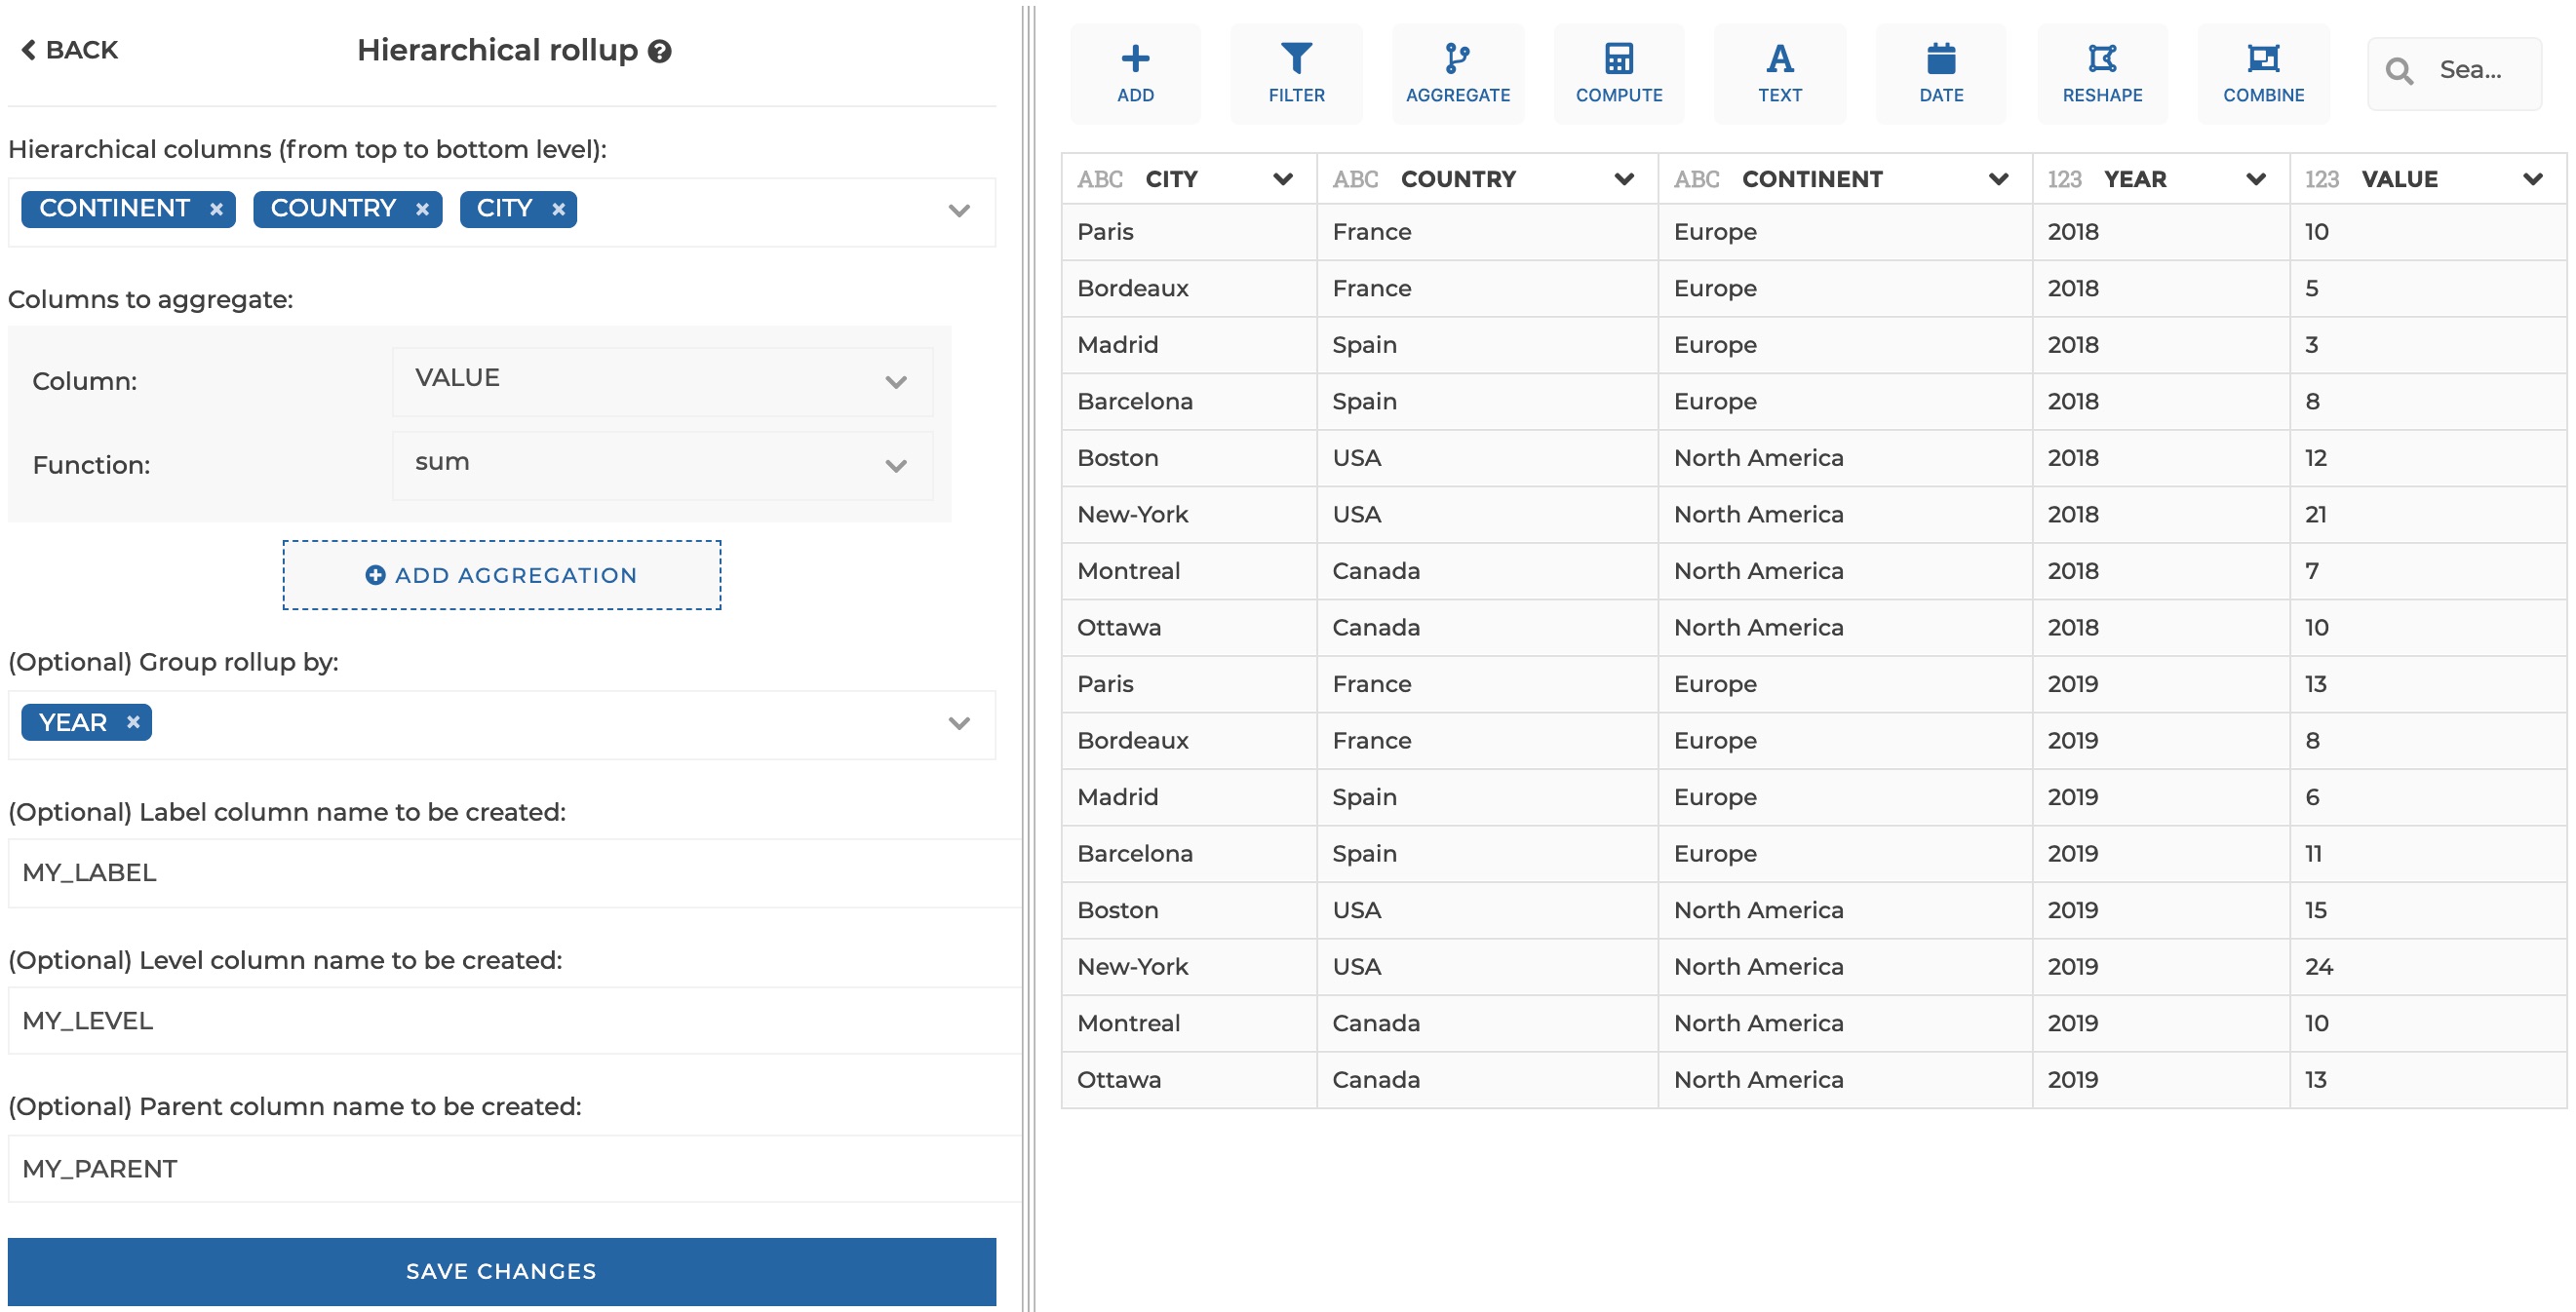 BACK
Hierarchical rollup ?
Hierarchical columns (from top to bottom level):
CONTINENT × COUNTRY × CITY ×
Columns to aggregate:
Column: VALUE
Function: sum
ADD AGGREGATION
(Optional) Group rollup by:
YEAR ×
(Optional) Label column name to be created:
MY_LABEL
(Optional) Level column name to be created:
MY_LEVEL
(Optional) Parent column name to be created:
MY_PARENT
SAVE CHANGES
ADD FILTER AGGREGATE COMPUTE TEXT DATE RESHAPE COMBINE Sea...
ABC CITY ABC COUNTRY ABC CONTINENT 123 YEAR 123 VALUE
Paris France Europe 2018 10
Bordeaux France Europe 2018 5
Madrid Spain Europe 2018 3
Barcelona Spain Europe 2018 8
Boston USA North America 2018 12
New-York USA North America 2018 21
Montreal Canada North America 2018 7
Ottawa Canada North America 2018 10
Paris France Europe 2019 13
Bordeaux France Europe 2019 8
Madrid Spain Europe 2019 6
Barcelona Spain Europe 2019 11
Boston USA North America 2019 15
New-York USA North America 2019 24
Montreal Canada North America 2019 10
Ottawa Canada North America 2019 13